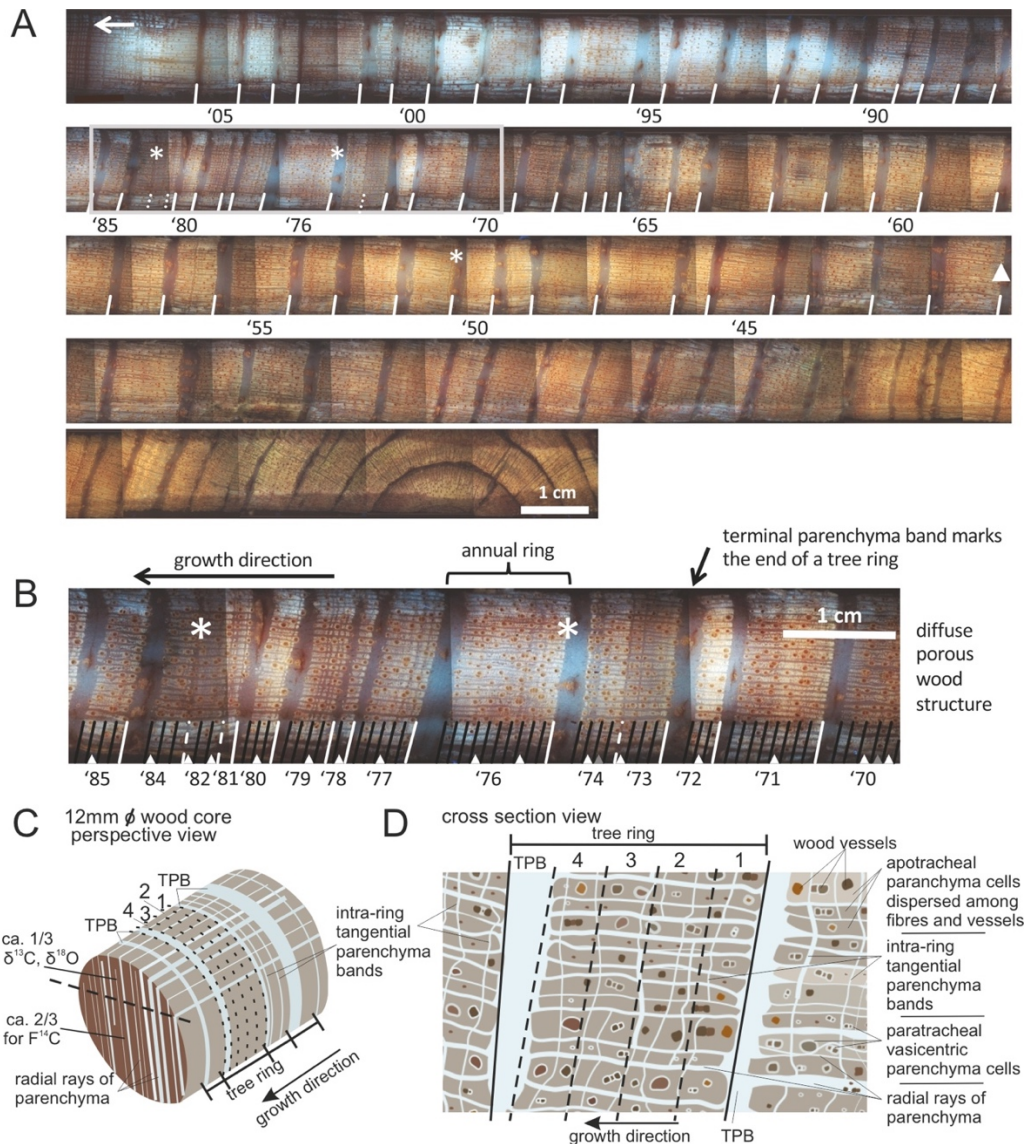 A
'05 '00 '95 '90
*
*
'85 '80 '76 '70 '65 '60
*
'55 '50 '45
1 cm
growth direction
annual ring
terminal parenchyma band marks
the end of a tree ring
B
*
*
1 cm
diffuse
porous
wood
structure
'85 '84 '82 '81 '80 '79 '78 '77 '76 '74 '73 '72 '71 '70
C
12mm ϕ wood core
perspective view
TPB
2
1
4
3
TPB
ca. 1/3
δ¹³C, δ¹⁸O
ca. 2/3
for F¹⁴C
radial rays of
parenchyma
tree ring
growth direction
intra-ring
tangential
parenchyma
bands
D
cross section view
tree ring
TPB 4 3 2 1
wood vessels
apotracheal
paranchyma cells
dispersed among
fibres and vessels
intra-ring
tangential
parenchyma
bands
paratracheal
vasicentric
parenchyma cells
radial rays of
parenchyma
growth direction
TPB